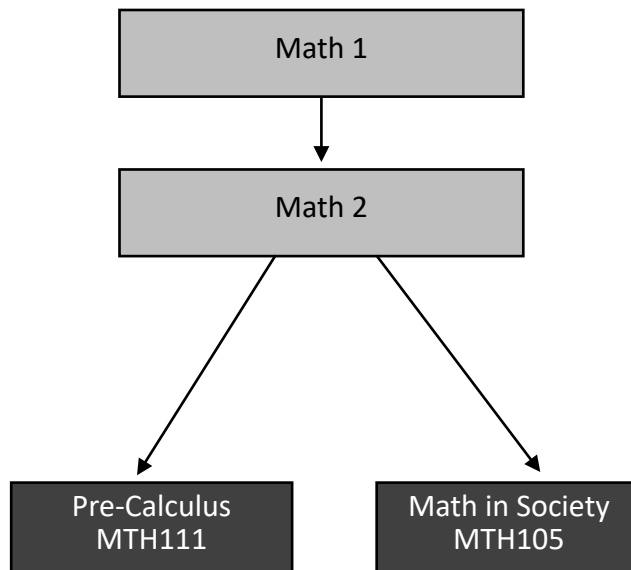 Math 1
Math 2
Pre-Calculus
MTH111
Math in Society
MTH105